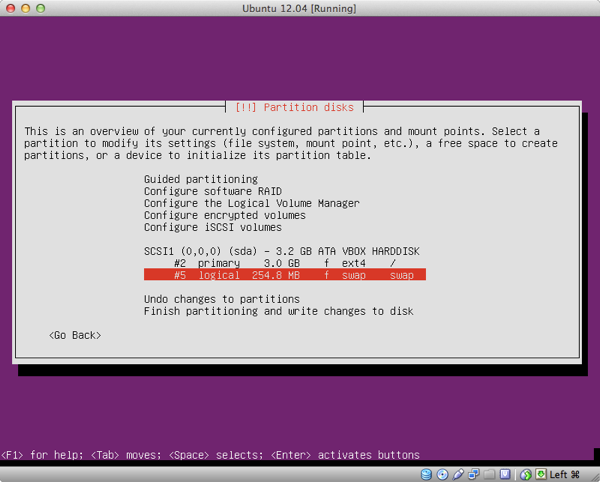 Ubuntu 12.04 [Running]
[!!] Partition disks
This is an overview of your currently configured partitions and mount points. Select a
partition to modify its settings (file system, mount point, etc.), a free space to create
partitions, or a device to initialize its partition table.
Guided partitioning
Configure software RAID
Configure the Logical Volume Manager
Configure encrypted volumes
Configure iSCSI volumes
SCSI1 (0,0,0) (sda) - 3.2 GB ATA VBOX HARDDISK
#2 primary 3.0 GB f ext4 /
#5 logical 254.8 MB f swap swap
Undo changes to partitions
Finish partitioning and write changes to disk
<Go Back>
<F1> for help; <Tab> moves; <Space> selects; <Enter> activates buttons
Left ⌘